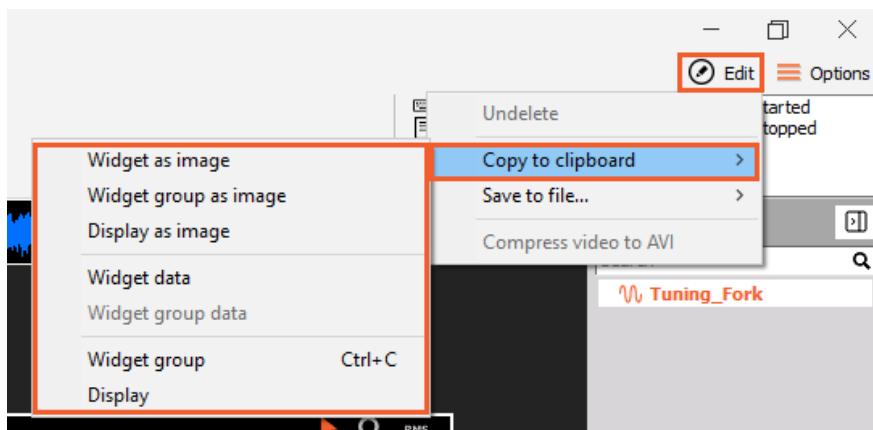 Edit
Options
Undelete
Copy to clipboard
Save to file...
Compress video to AVI
tarted
topped
Widget as image
Widget group as image
Display as image
Widget data
Widget group data
Widget group Ctrl+C
Display
Tuning_Fork